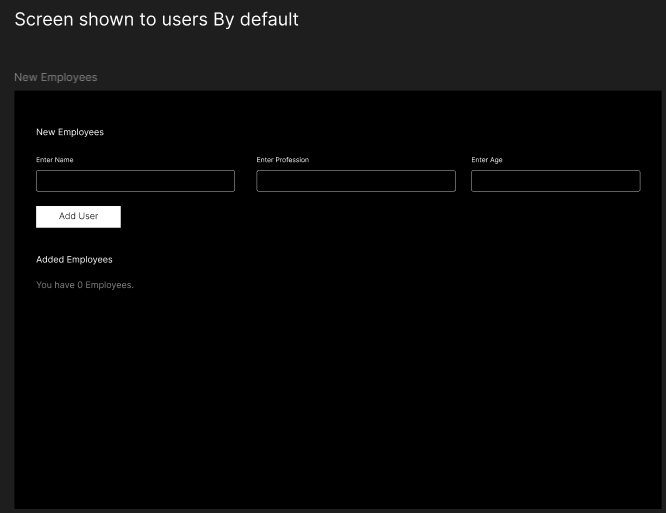 Screen shown to users By default
New Employees
New Employees
Enter Name Enter Profession Enter Age
Add User
Added Employees
You have 0 Employees.